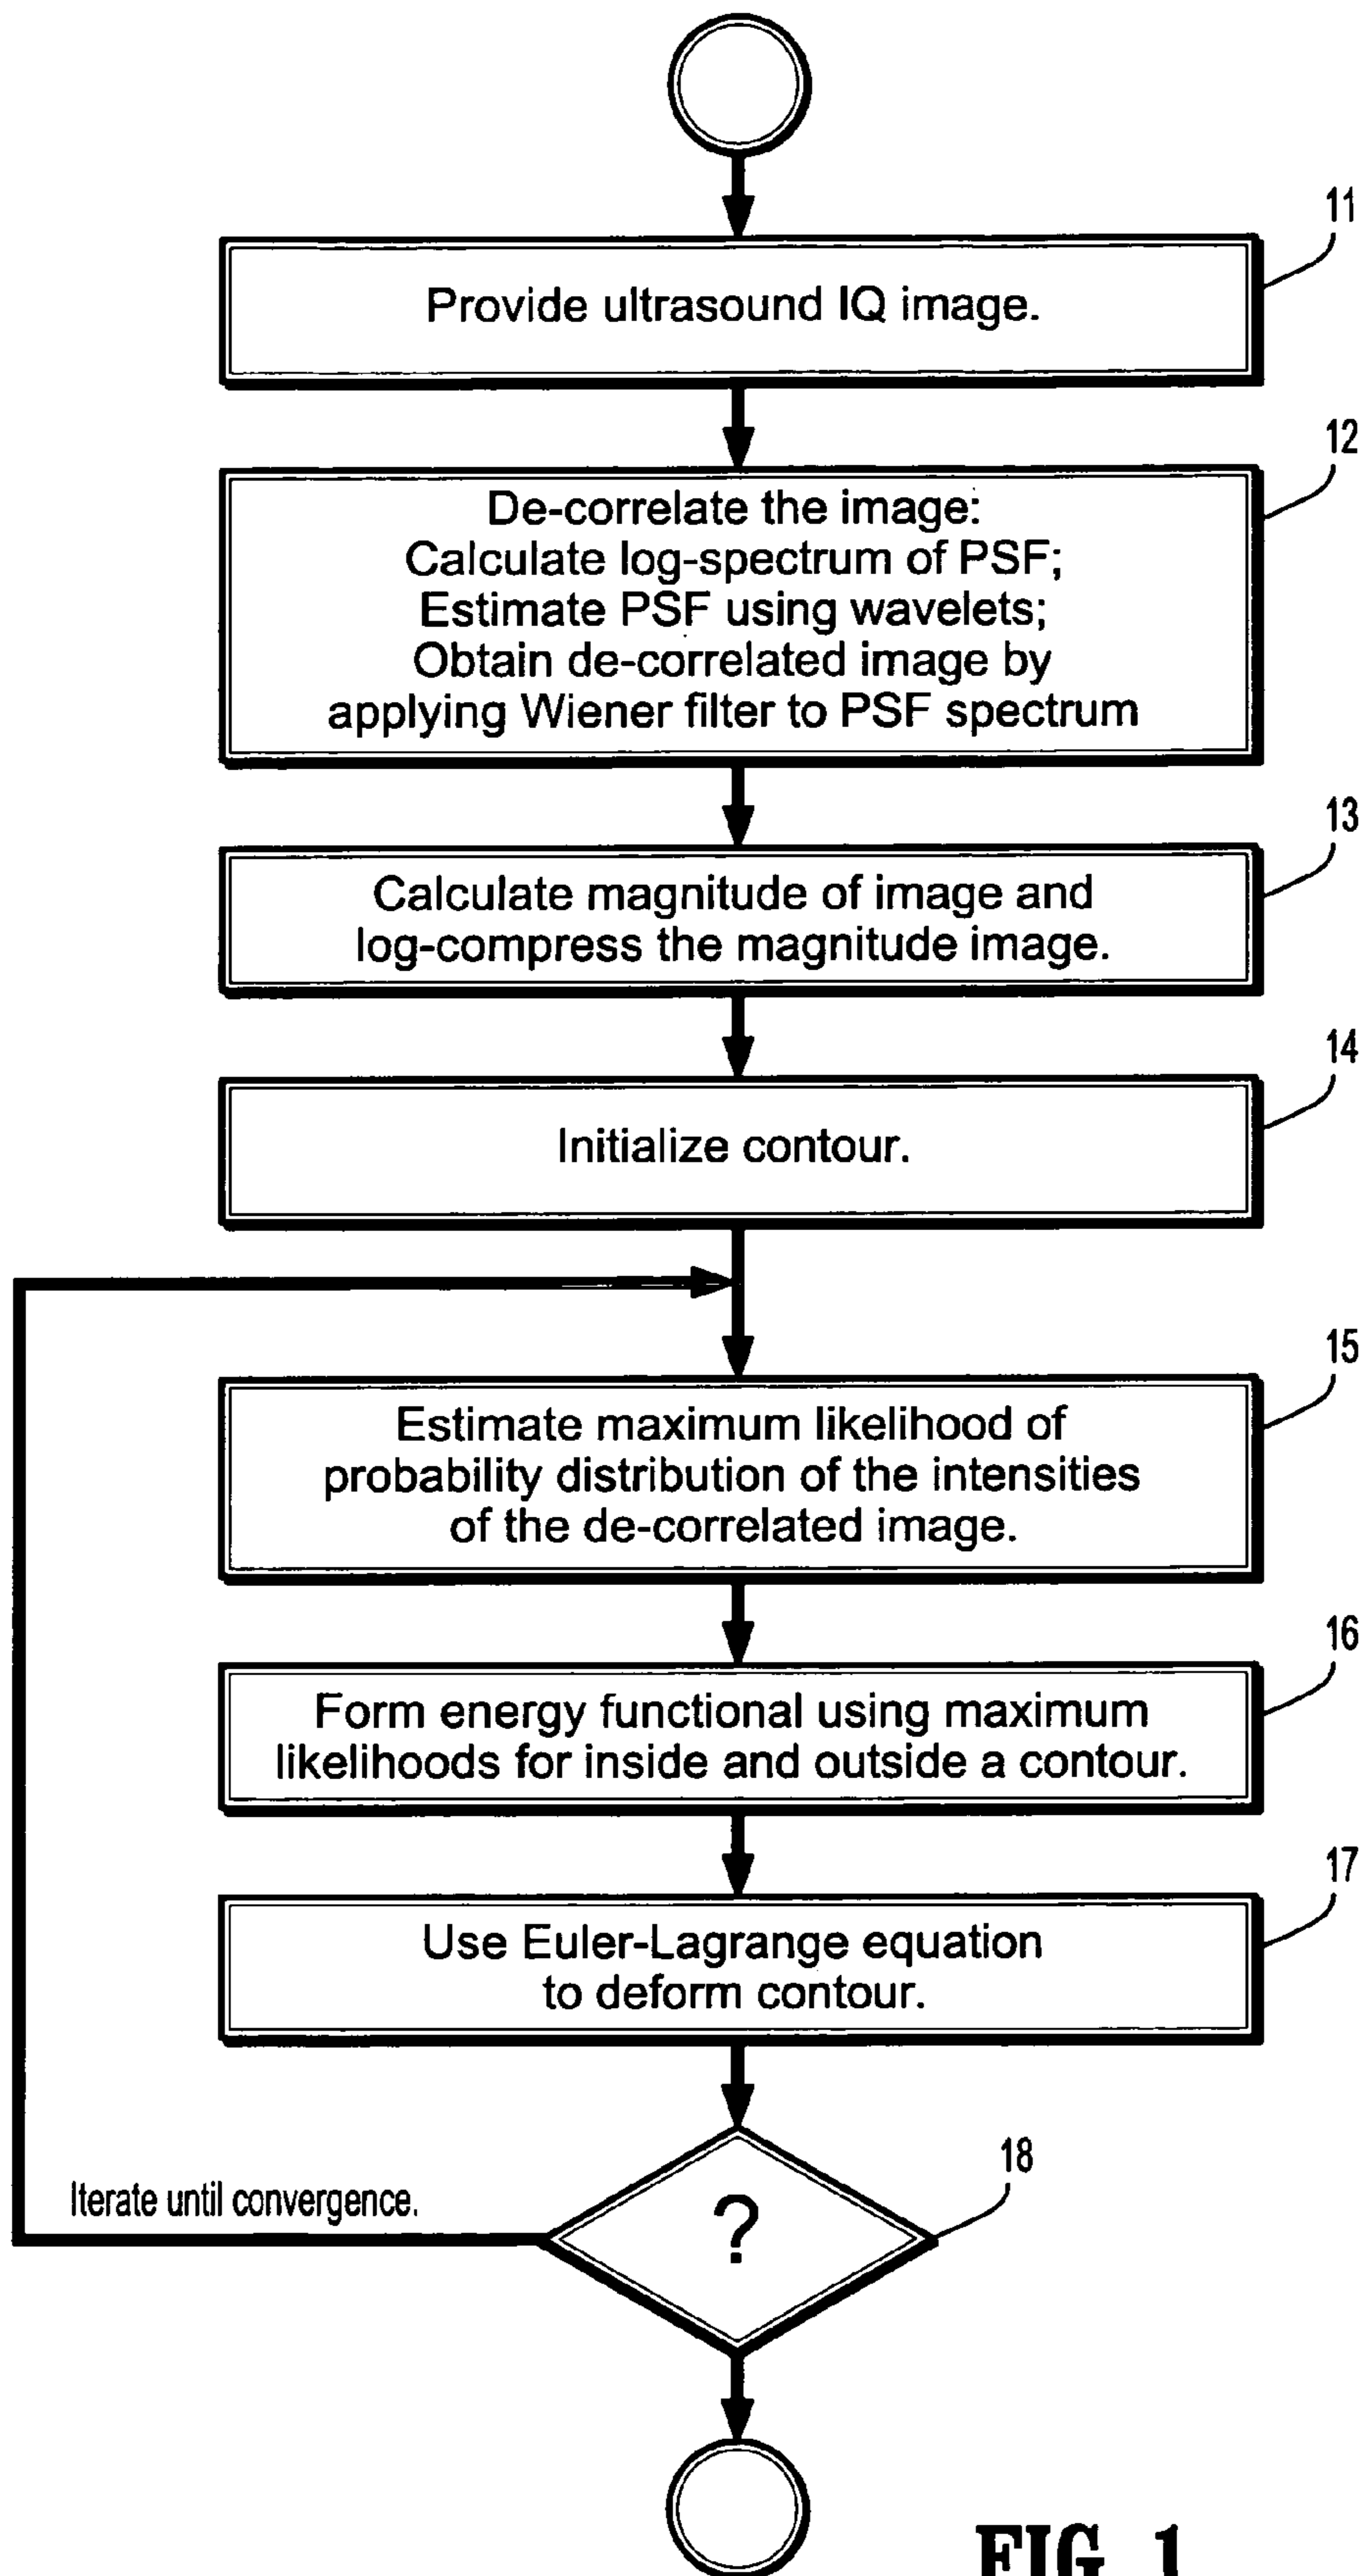 11
Provide ultrasound IQ image.
12
De-correlate the image:
Calculate log-spectrum of PSF;
Estimate PSF using wavelets;
Obtain de-correlated image by
applying Wiener filter to PSF spectrum
13
Calculate magnitude of image and
log-compress the magnitude image.
14
Initialize contour.
15
Estimate maximum likelihood of
probability distribution of the intensities
of the de-correlated image.
16
Form energy functional using maximum
likelihoods for inside and outside a contour.
17
Use Euler-Lagrange equation
to deform contour.
18
Iterate until convergence.
?
FIG. 1